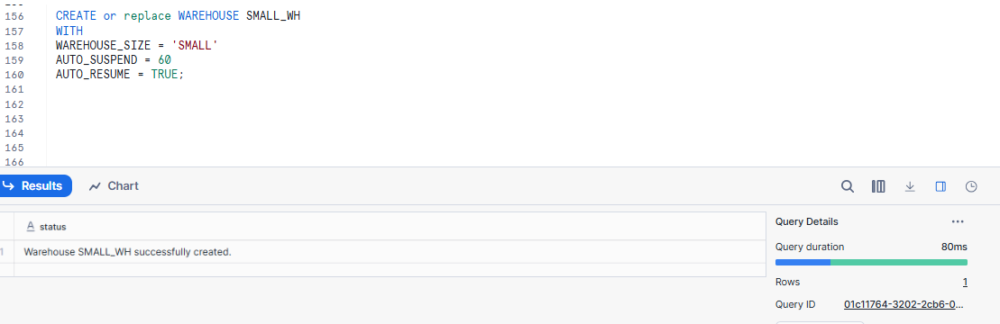 156 CREATE or replace WAREHOUSE SMALL_WH
157 WITH
158 WAREHOUSE_SIZE = 'SMALL'
159 AUTO_SUSPEND = 60
160 AUTO_RESUME = TRUE;
161
162
163
164
165
166
Results Chart
A status
1 Warehouse SMALL_WH successfully created.
Query Details ...
Query duration 80ms
Rows 1
Query ID 01c11764-3202-2cb6-0...